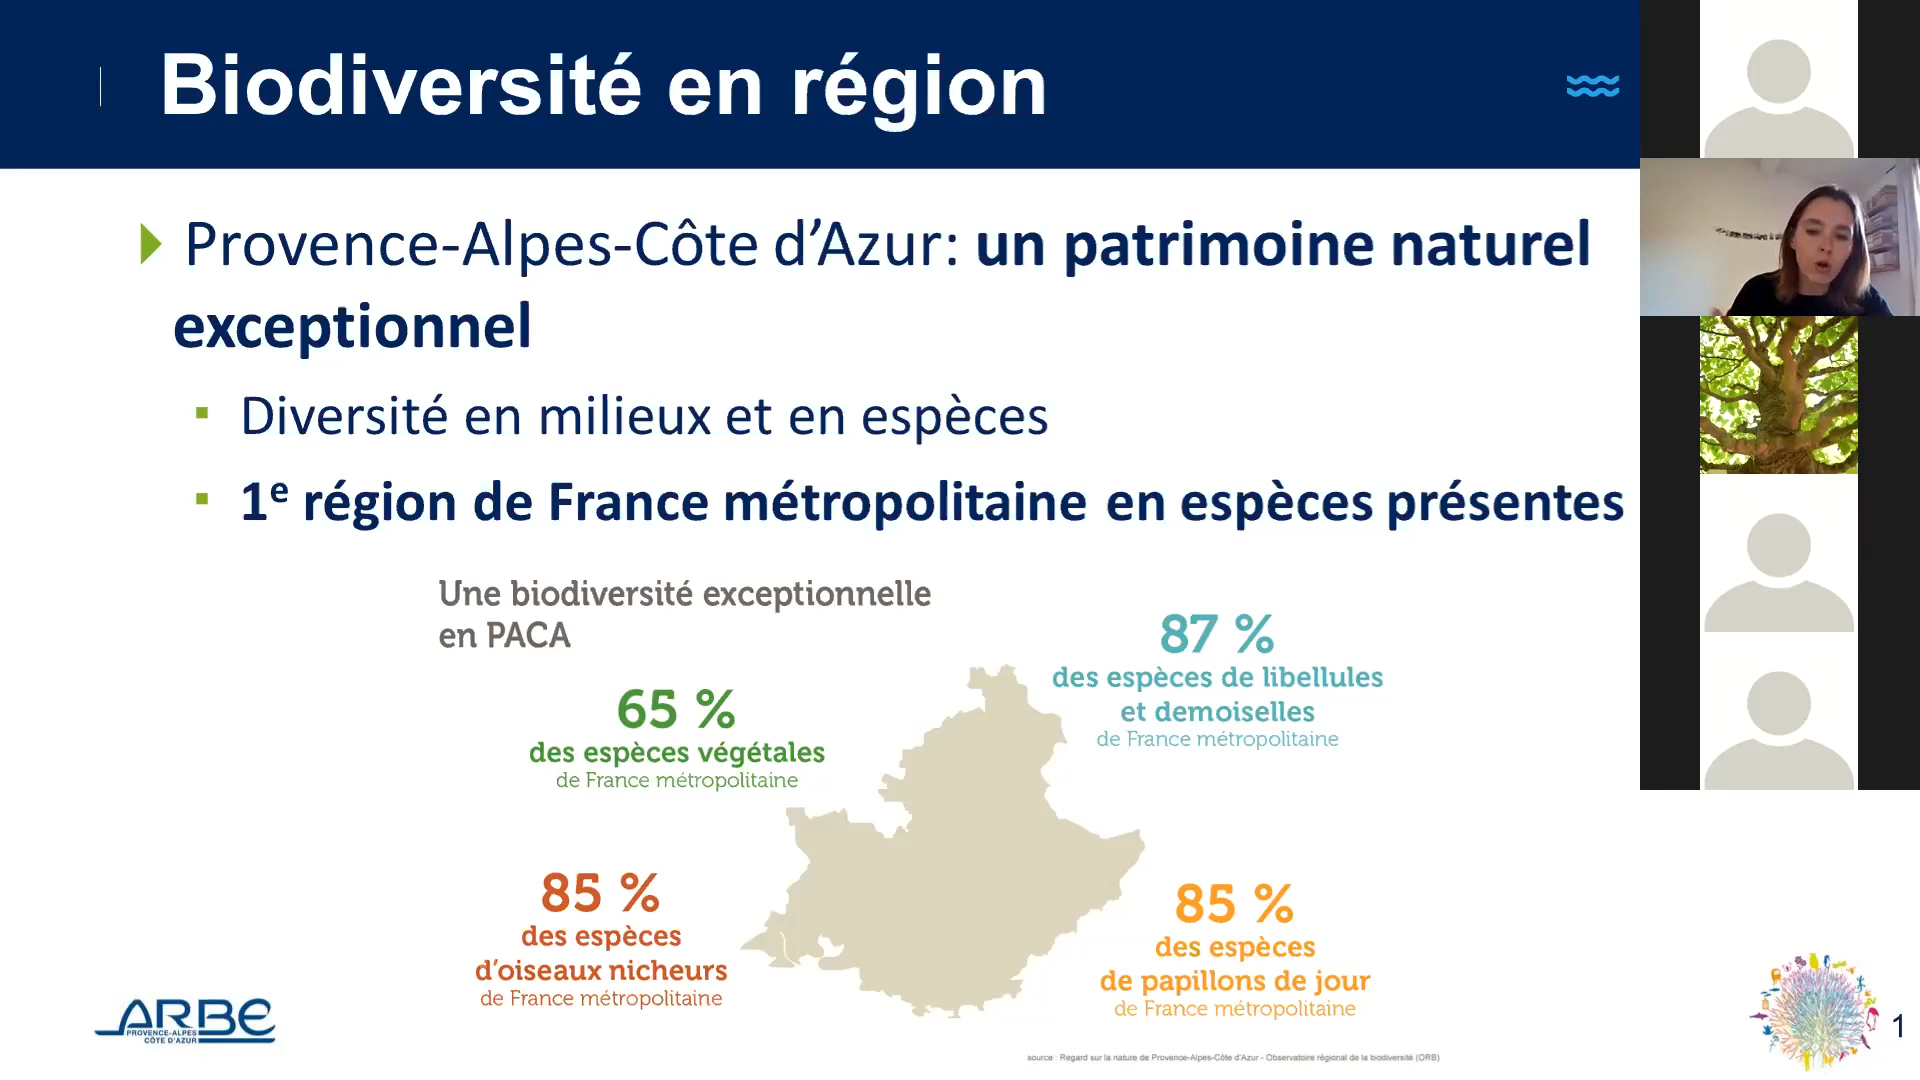 Biodiversité en région
Provence-Alpes-Côte d’Azur: un patrimoine naturel
exceptionnel
Diversité en milieux et en espèces
1e région de France métropolitaine en espèces présentes
Une biodiversité exceptionnelle
en PACA
87 %
des espèces de libellules
et demoiselles
de France métropolitaine
65 %
des espèces végétales
de France métropolitaine
85 %
des espèces
d’oiseaux nicheurs
de France métropolitaine
85 %
des espèces
de papillons de jour
de France métropolitaine
ARBE
PROVENCE-ALPES
CÔTE D’AZUR
1
source : Regard sur la nature de Provence-Alpes-Côte d’Azur - Observatoire régional de la biodiversité (ORB)